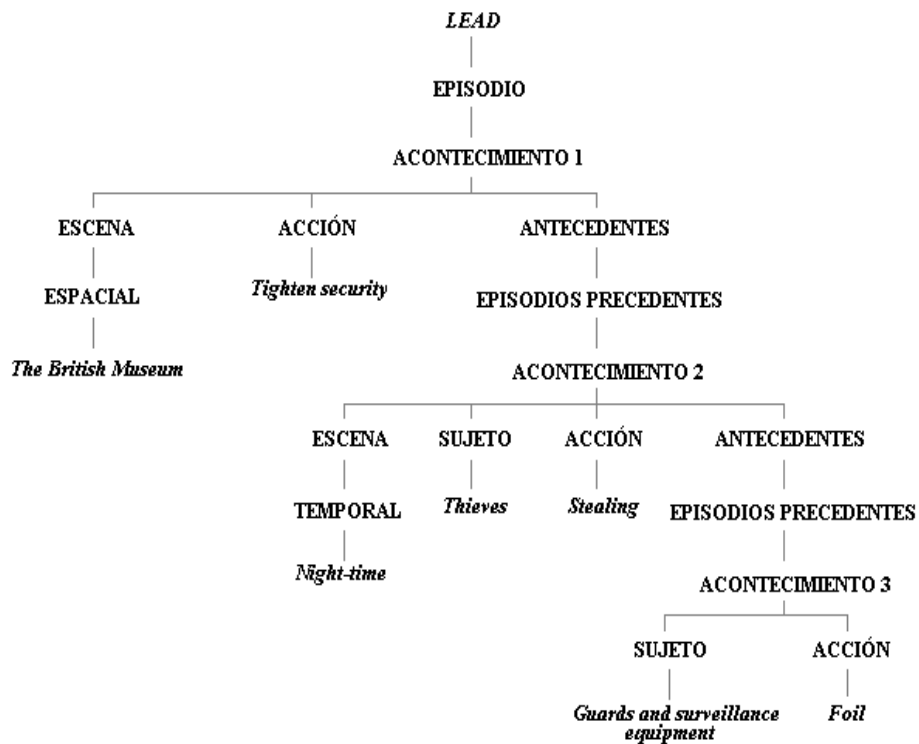 LEAD
EPISODIO
ACONTECIMIENTO 1
ESCENA ACCIÓN ANTECEDENTES
ESPACIAL Tighten security EPISODIOS PRECEDENTES
The British Museum ACONTECIMIENTO 2
ESCENA SUJETO ACCIÓN ANTECEDENTES
TEMPORAL Thieves Stealing EPISODIOS PRECEDENTES
Night-time
ACONTECIMIENTO 3
SUJETO ACCIÓN
Guards and surveillance Foil
equipment